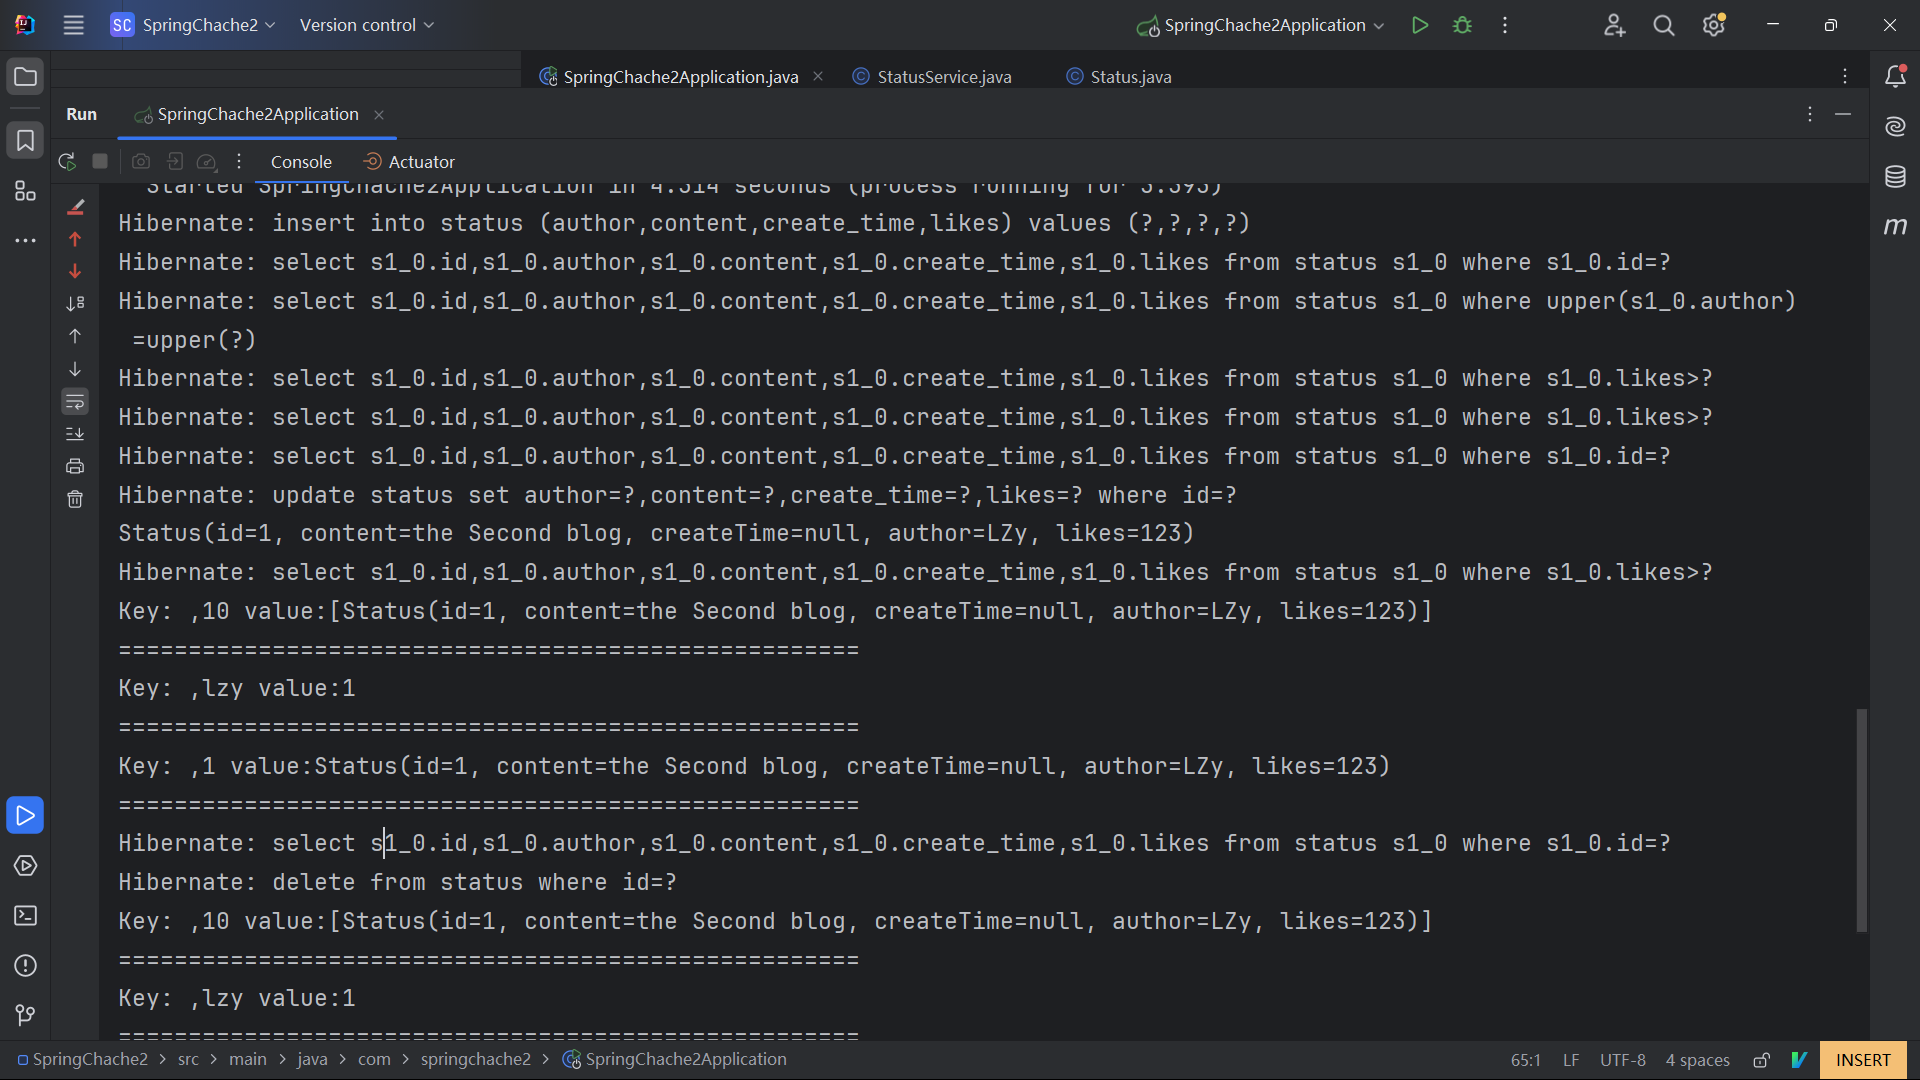 SC SpringChache2 Version control SpringChache2Application
SpringChache2Application.java StatusService.java Status.java
Run SpringChache2Application
Console Actuator
Started SpringChache2Application in 4.314 seconds (process running for 5.395)
Hibernate: insert into status (author,content,create_time,likes) values (?,?,?,?)
Hibernate: select s1_0.id,s1_0.author,s1_0.content,s1_0.create_time,s1_0.likes from status s1_0 where s1_0.id=?
Hibernate: select s1_0.id,s1_0.author,s1_0.content,s1_0.create_time,s1_0.likes from status s1_0 where upper(s1_0.author)
=upper(?)
Hibernate: select s1_0.id,s1_0.author,s1_0.content,s1_0.create_time,s1_0.likes from status s1_0 where s1_0.likes>?
Hibernate: select s1_0.id,s1_0.author,s1_0.content,s1_0.create_time,s1_0.likes from status s1_0 where s1_0.likes>?
Hibernate: select s1_0.id,s1_0.author,s1_0.content,s1_0.create_time,s1_0.likes from status s1_0 where s1_0.id=?
Hibernate: update status set author=?,content=?,create_time=?,likes=? where id=?
Status(id=1, content=the Second blog, createTime=null, author=LZy, likes=123)
Hibernate: select s1_0.id,s1_0.author,s1_0.content,s1_0.create_time,s1_0.likes from status s1_0 where s1_0.likes>?
Key: ,10 value:[Status(id=1, content=the Second blog, createTime=null, author=LZy, likes=123)]
=====================================================
Key: ,lzy value:1
=====================================================
Key: ,1 value:Status(id=1, content=the Second blog, createTime=null, author=LZy, likes=123)
=====================================================
Hibernate: select s1_0.id,s1_0.author,s1_0.content,s1_0.create_time,s1_0.likes from status s1_0 where s1_0.id=?
Hibernate: delete from status where id=?
Key: ,10 value:[Status(id=1, content=the Second blog, createTime=null, author=LZy, likes=123)]
=====================================================
Key: ,lzy value:1
=====================================================
SpringChache2 > src > main > java > com > springchache2 > SpringChache2Application 65:1 LF UTF-8 4 spaces INSERT